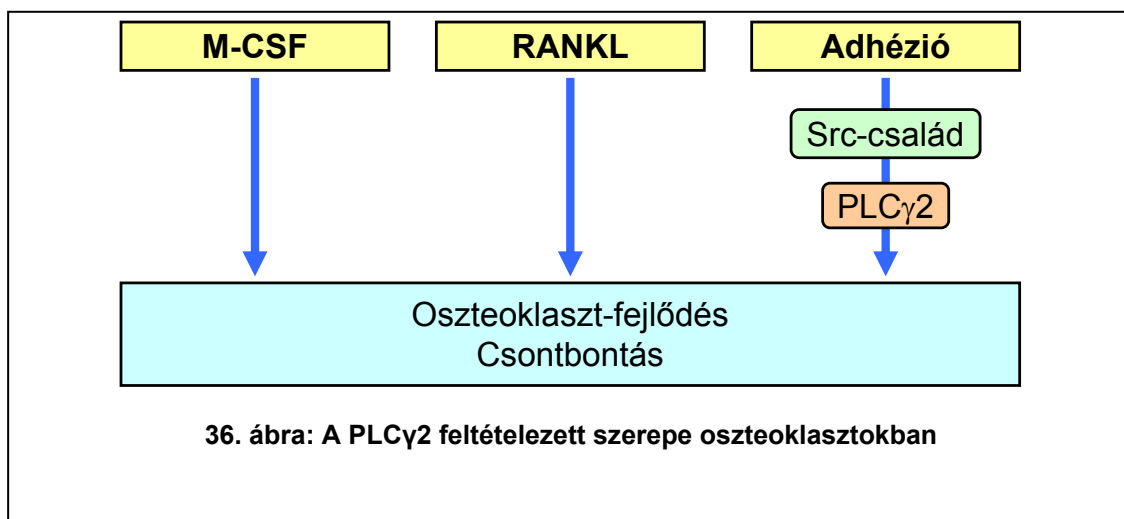 M-CSF
RANKL
Adhézió
Src-család
PLCγ2
Oszteoklaszt-fejlődés
Csontbontás
36. ábra: A PLCγ2 feltételezett szerepe oszteoklasztokban